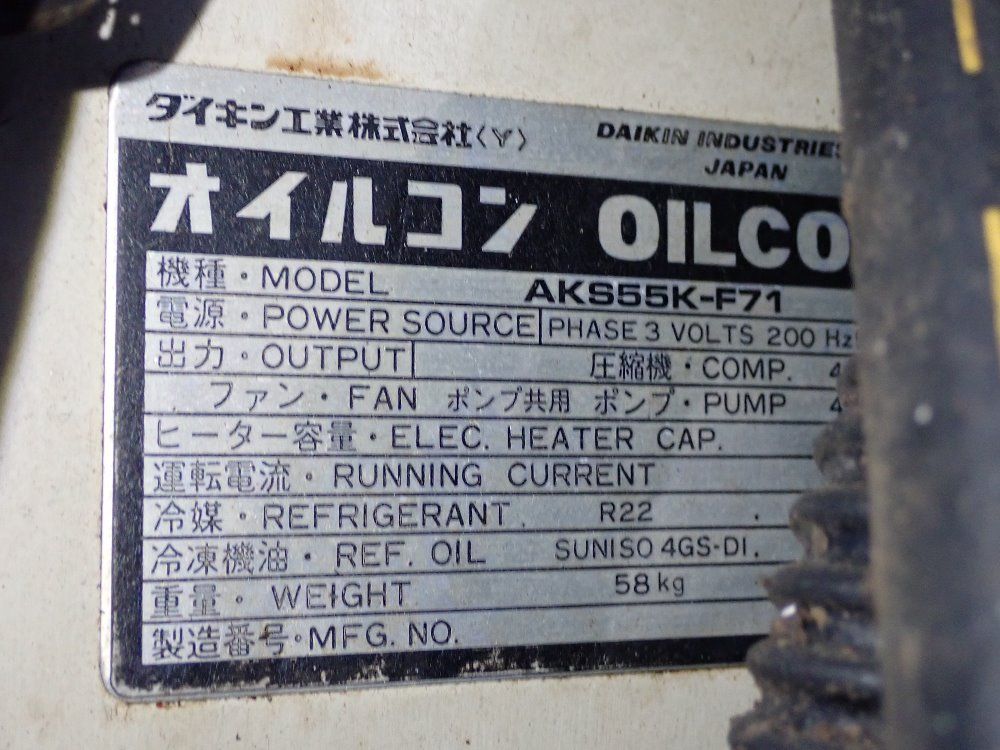 ダイキン工業株式会社〈Y〉 DAIKIN INDUSTRIES
JAPAN
オイルコン OILCO
機種・MODEL AKS55K-F71
電源・POWER SOURCE PHASE 3 VOLTS 200 Hz
出力・OUTPUT 圧縮機・COMP. 4
ファン・FAN ポンプ共用 ポンプ・PUMP 4
ヒーター容量・ELEC. HEATER CAP.
運転電流・RUNNING CURRENT
冷媒・REFRIGERANT R22
冷凍機油・REF. OIL SUNISO 4GS-DI.
重量・WEIGHT 58kg
製造番号・MFG. NO.